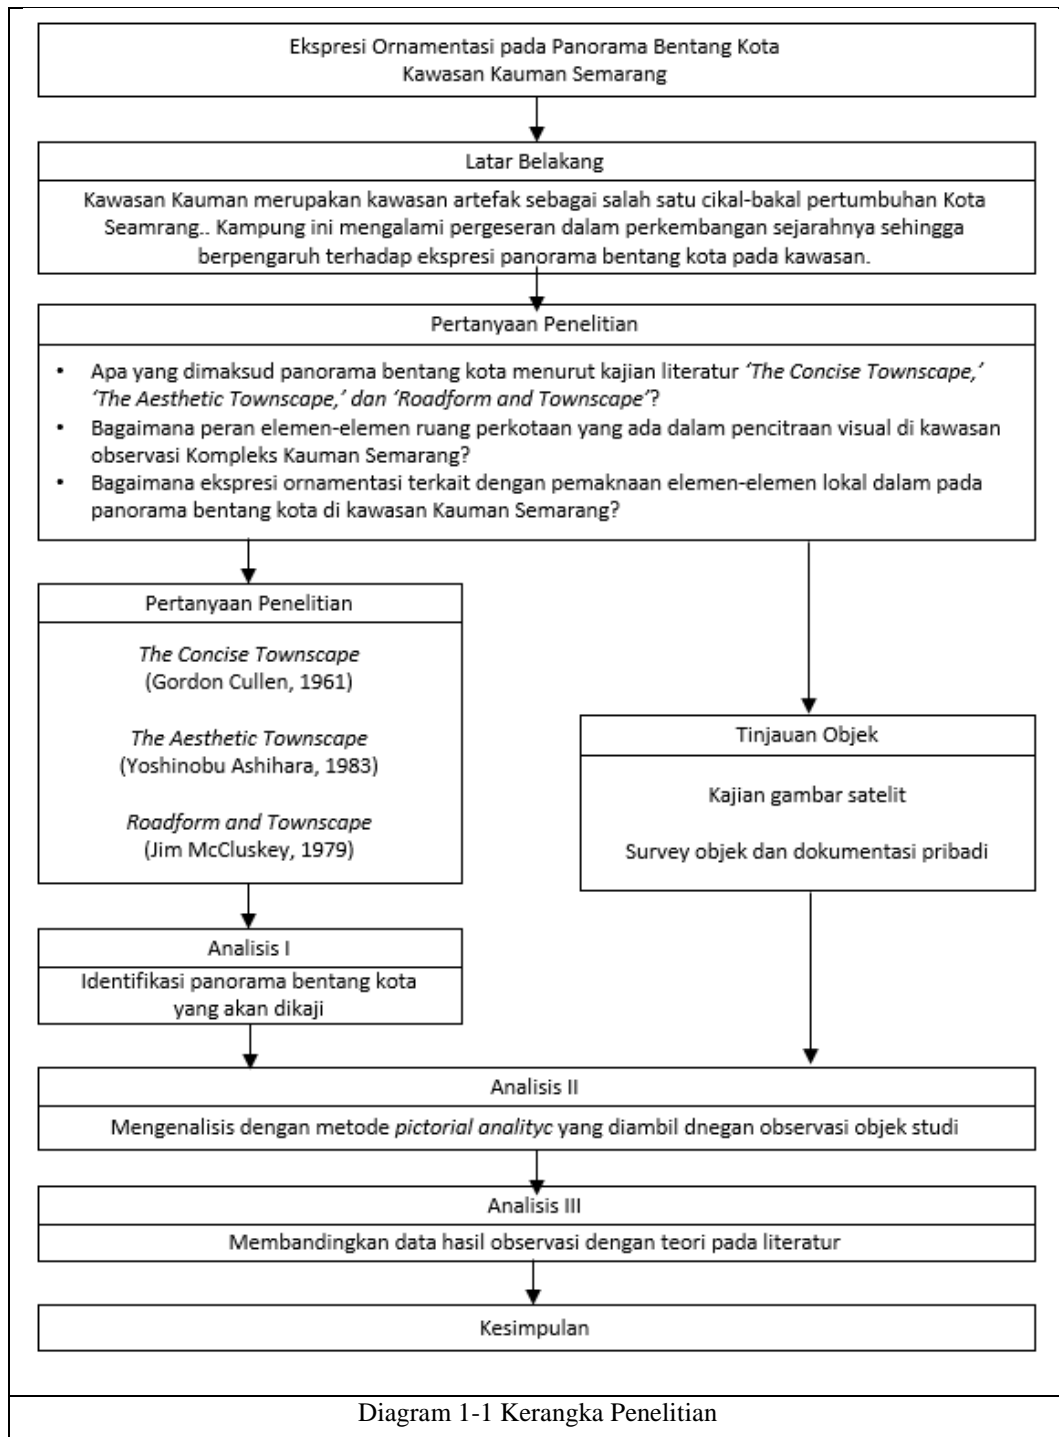 Ekspresi Ornamentasi pada Panorama Bentang Kota
Kawasan Kauman Semarang
Latar Belakang
Kawasan Kauman merupakan kawasan artefak sebagai salah satu cikal-bakal pertumbuhan Kota
Seamrang.. Kampung ini mengalami pergeseran dalam perkembangan sejarahnya sehingga
berpengaruh terhadap ekspresi panorama bentang kota pada kawasan.
Pertanyaan Penelitian
• Apa yang dimaksud panorama bentang kota menurut kajian literatur ‘The Concise Townscape,’
‘The Aesthetic Townscape,’ dan ‘Roadform and Townscape’?
• Bagaimana peran elemen-elemen ruang perkotaan yang ada dalam pencitraan visual di kawasan
observasi Kompleks Kauman Semarang?
• Bagaimana ekspresi ornamentasi terkait dengan pemaknaan elemen-elemen lokal dalam pada
panorama bentang kota di kawasan Kauman Semarang?
Pertanyaan Penelitian
The Concise Townscape
(Gordon Cullen, 1961)
The Aesthetic Townscape
(Yoshinobu Ashihara, 1983)
Roadform and Townscape
(Jim McCluskey, 1979)
Tinjauan Objek
Kajian gambar satelit
Survey objek dan dokumentasi pribadi
Analisis I
Identifikasi panorama bentang kota
yang akan dikaji
Analisis II
Mengenalisis dengan metode pictorial analityc yang diambil dnegan observasi objek studi
Analisis III
Membandingkan data hasil observasi dengan teori pada literatur
Kesimpulan
Diagram 1-1 Kerangka Penelitian